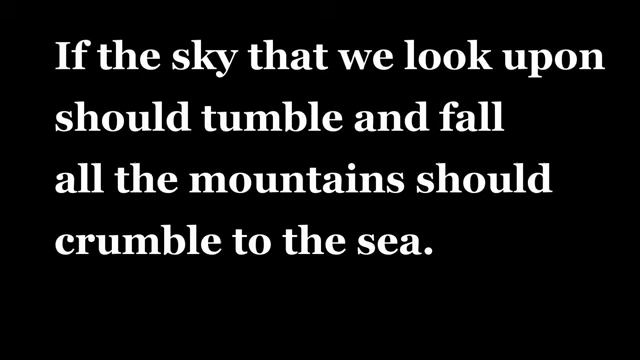 If the sky that we look upon
should tumble and fall
all the mountains should
crumble to the sea.